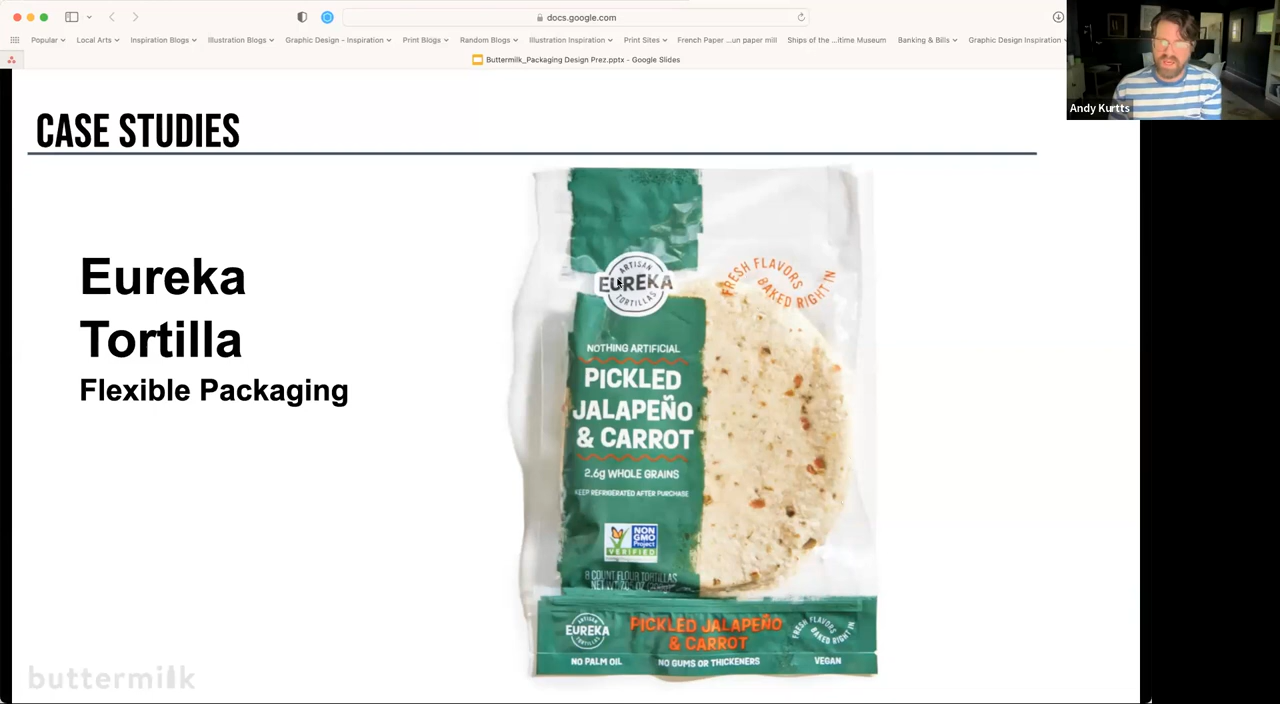 docs.google.com
Popular
Local Arts
Inspiration Blogs
Illustration Blogs
Graphic Design - Inspiration
Print Blogs
Random Blogs
Illustration Inspiration
Print Sites
French Paper ...un paper mill
Ships of the ...itime Museum
Banking & Bills
Graphic Design Inspiration
Buttermilk_Packaging Design Prez.pptx - Google Slides
Andy Kurtts
CASE STUDIES
Eureka
Tortilla
Flexible Packaging
ARTISAN
EUREKA
TORTILLAS
FRESH FLAVORS
BAKED RIGHT IN
NOTHING ARTIFICIAL
PICKLED
JALAPEÑO
& CARROT
2.6g WHOLE GRAINS
KEEP REFRIGERATED AFTER PURCHASE
NON
GMO
Project
VERIFIED
8 COUNT FLOUR TORTILLAS
NET WT.
ARTISAN
EUREKA
TORTILLAS
PICKLED JALAPEÑO
& CARROT
FRESH FLAVORS
BAKED RIGHT IN
NO PALM OIL
NO GUMS OR THICKENERS
VEGAN
buttermilk